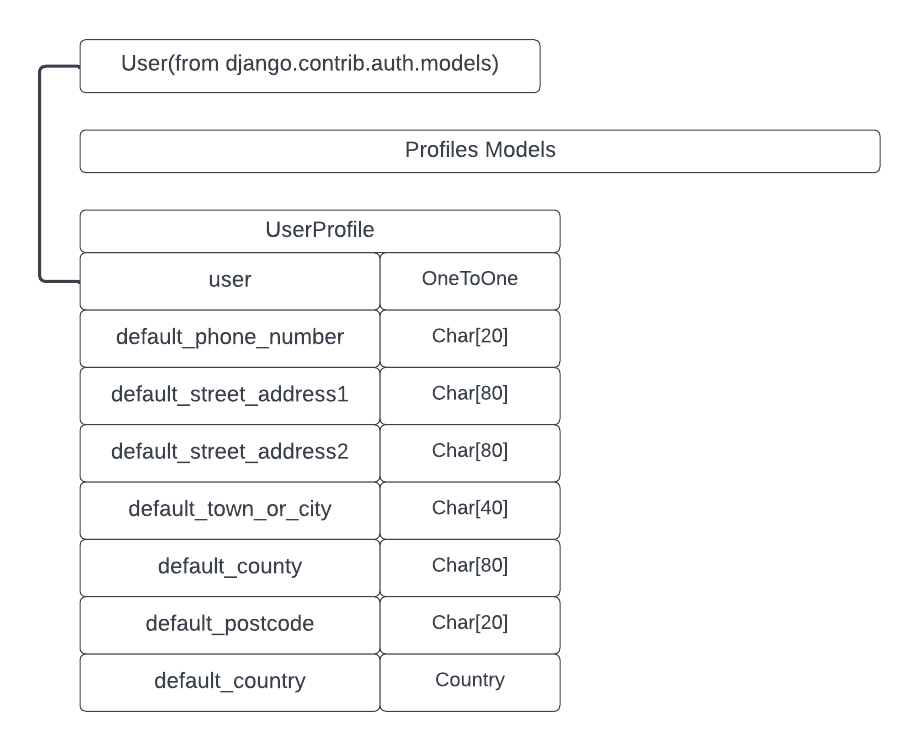 User(from django.contrib.auth.models)
Profiles Models
UserProfile
user OneToOne
default_phone_number Char[20]
default_street_address1 Char[80]
default_street_address2 Char[80]
default_town_or_city Char[40]
default_county Char[80]
default_postcode Char[20]
default_country Country